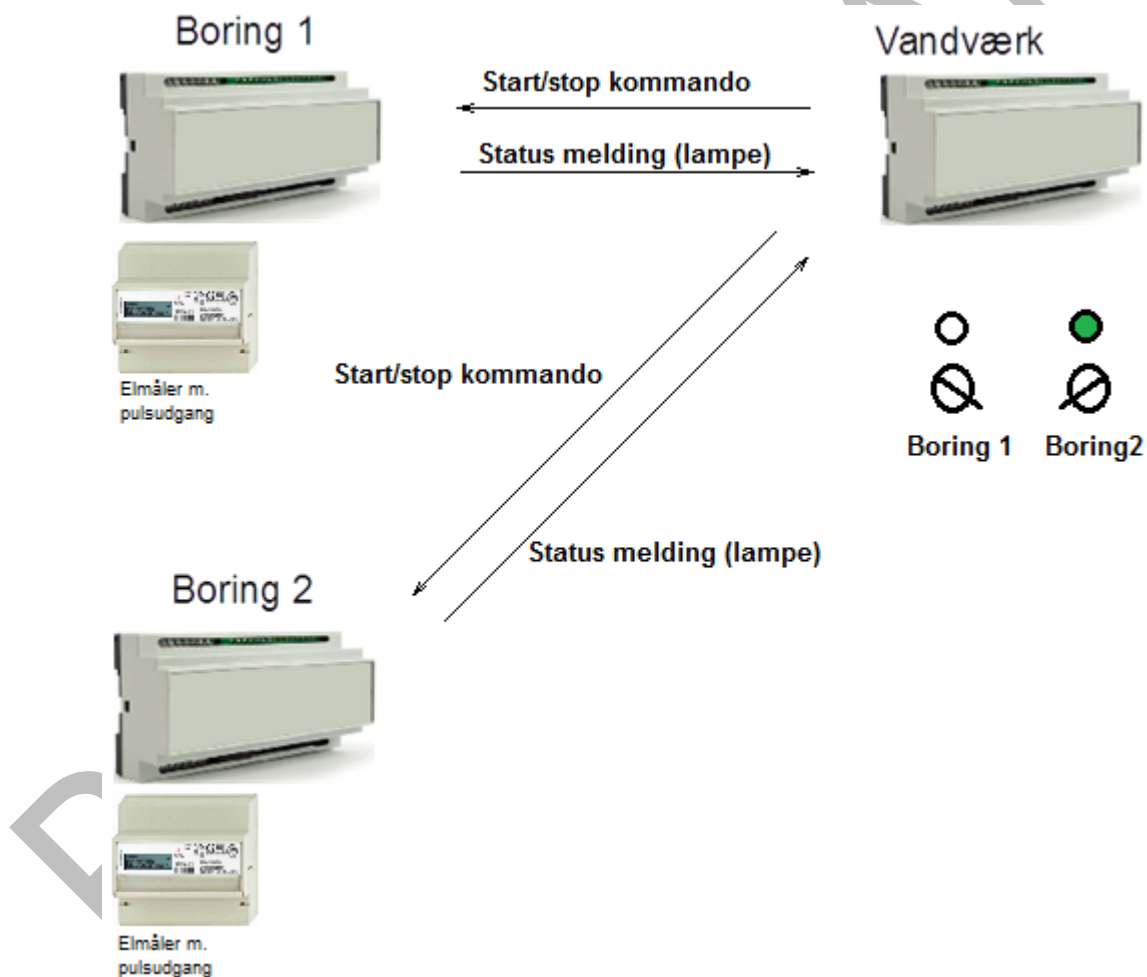 Boring 1
Vandværk
Start/stop kommando
Status melding (lampe)
Elmåler m.
pulsudgang
Start/stop kommando
Boring 1
Boring2
Status melding (lampe)
Boring 2
Elmåler m.
pulsudgang